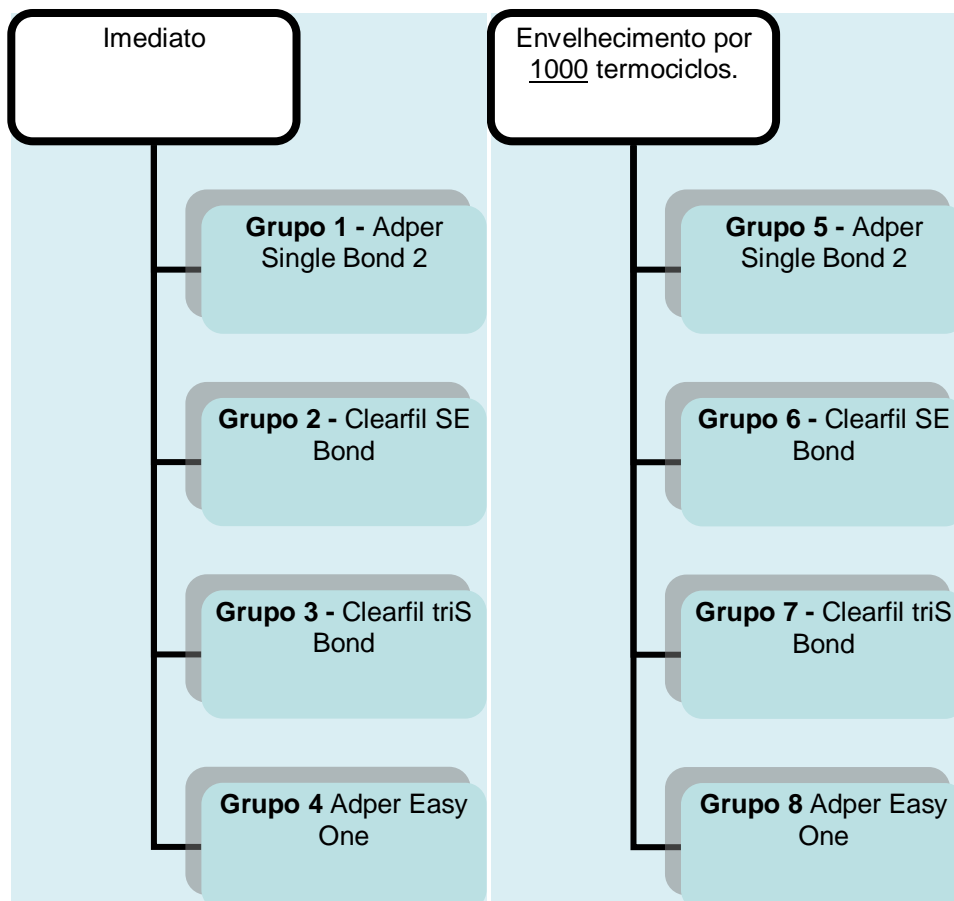 Imediato
Grupo 1 - Adper
Single Bond 2
Grupo 2 - Clearfil SE
Bond
Grupo 3 - Clearfil triS
Bond
Grupo 4 Adper Easy
One
Envelhecimento por
1000 termociclos.
Grupo 5 - Adper
Single Bond 2
Grupo 6 - Clearfil SE
Bond
Grupo 7 - Clearfil triS
Bond
Grupo 8 Adper Easy
One